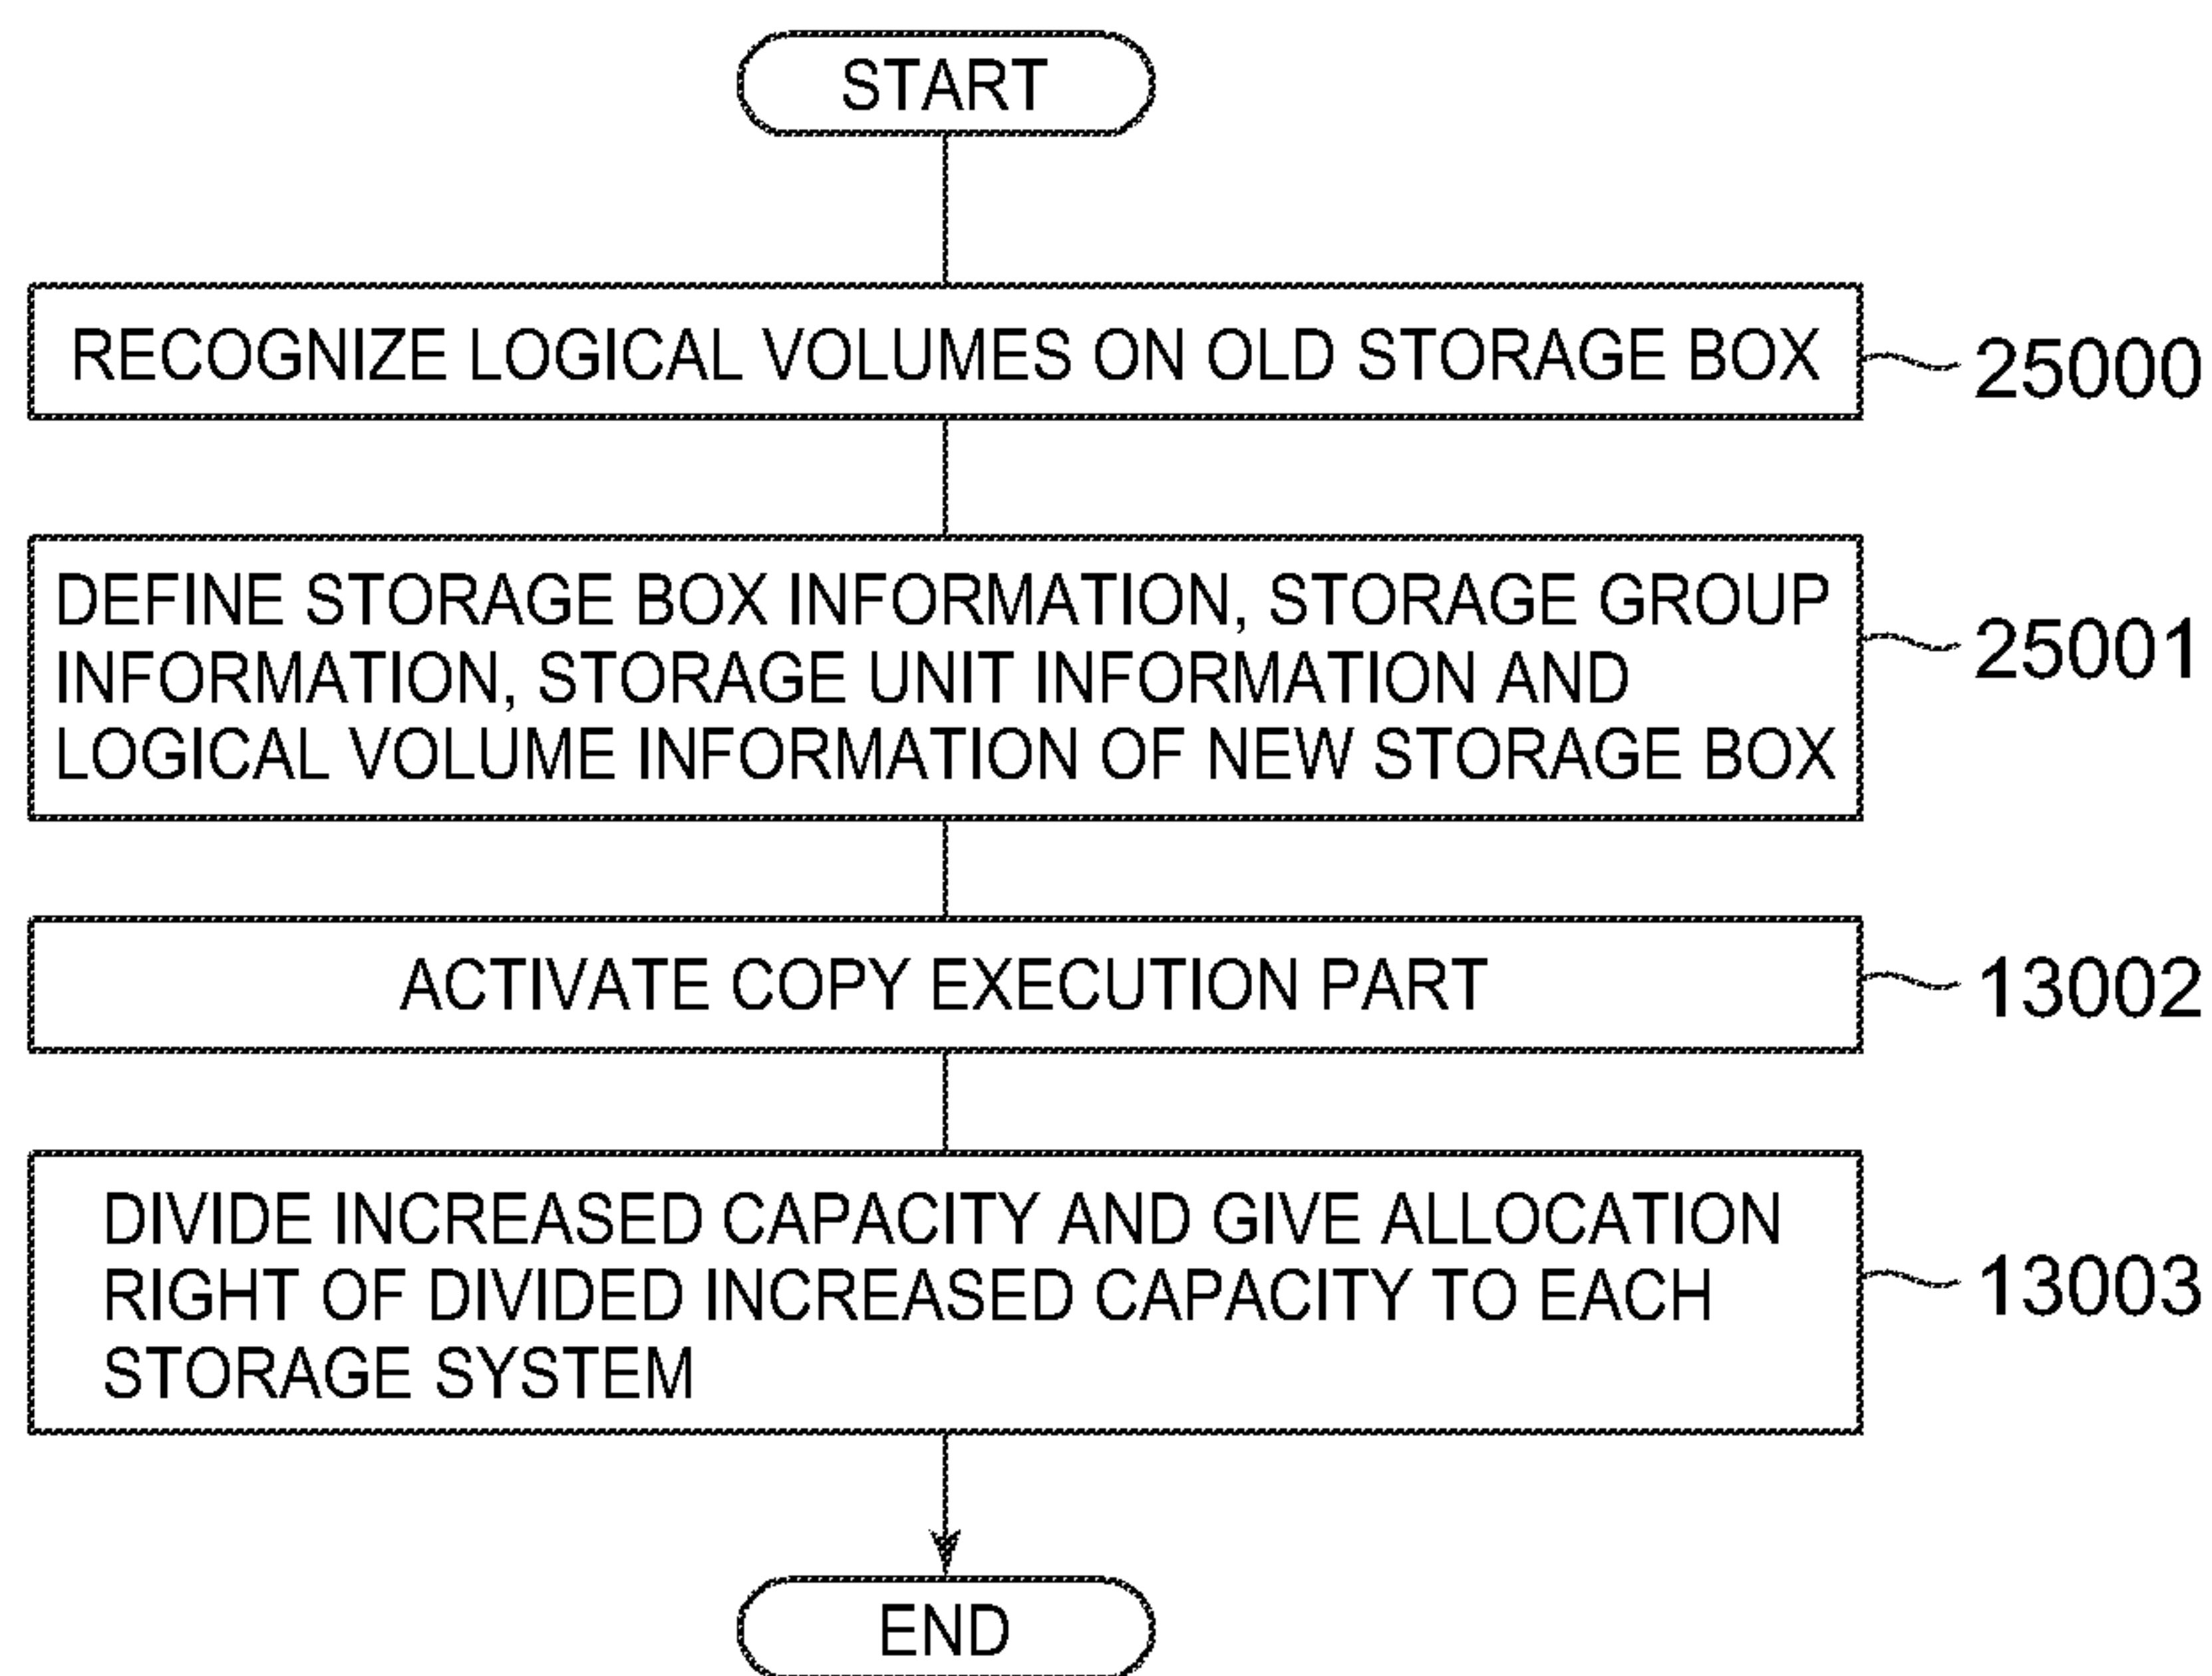 START
RECOGNIZE LOGICAL VOLUMES ON OLD STORAGE BOX
25000
DEFINE STORAGE BOX INFORMATION, STORAGE GROUP
INFORMATION, STORAGE UNIT INFORMATION AND
LOGICAL VOLUME INFORMATION OF NEW STORAGE BOX
25001
ACTIVATE COPY EXECUTION PART
13002
DIVIDE INCREASED CAPACITY AND GIVE ALLOCATION
RIGHT OF DIVIDED INCREASED CAPACITY TO EACH
STORAGE SYSTEM
13003
END